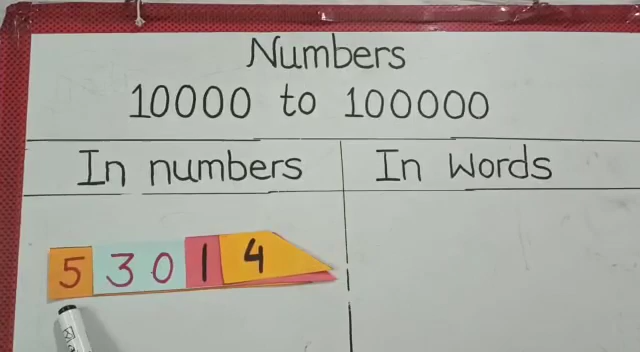 Numbers
10000 to 100000
In numbers In Words
5 3 0 1 4